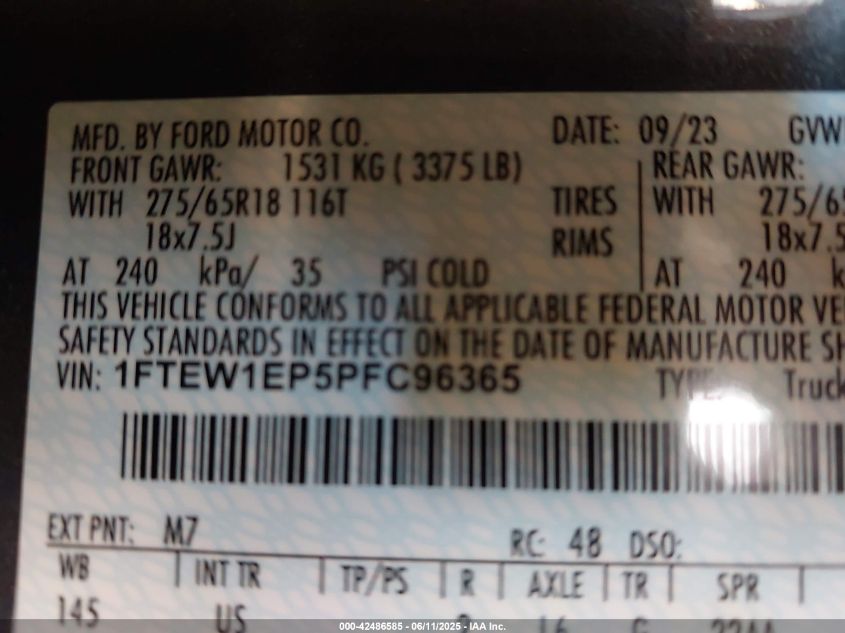 MFD. BY FORD MOTOR CO. DATE: 09/23 GVW
FRONT GAWR: 1531 KG ( 3375 LB) REAR GAWR:
WITH 275/65R18 116T TIRES WITH 275/65
18x7.5J RIMS 18x7.5
AT 240 kPa/ 35 PSI COLD AT 240 k
THIS VEHICLE CONFORMS TO ALL APPLICABLE FEDERAL MOTOR VE
SAFETY STANDARDS IN EFFECT ON THE DATE OF MANUFACTURE SH
VIN: 1FTEW1EP5PFC96365 TYPE: Truck
EXT PNT: M7 RC: 48 DSO:
WB INT TR TP/PS R AXLE TR SPR
145 US
000-42486585 - 06/11/2025 - IAA Inc.